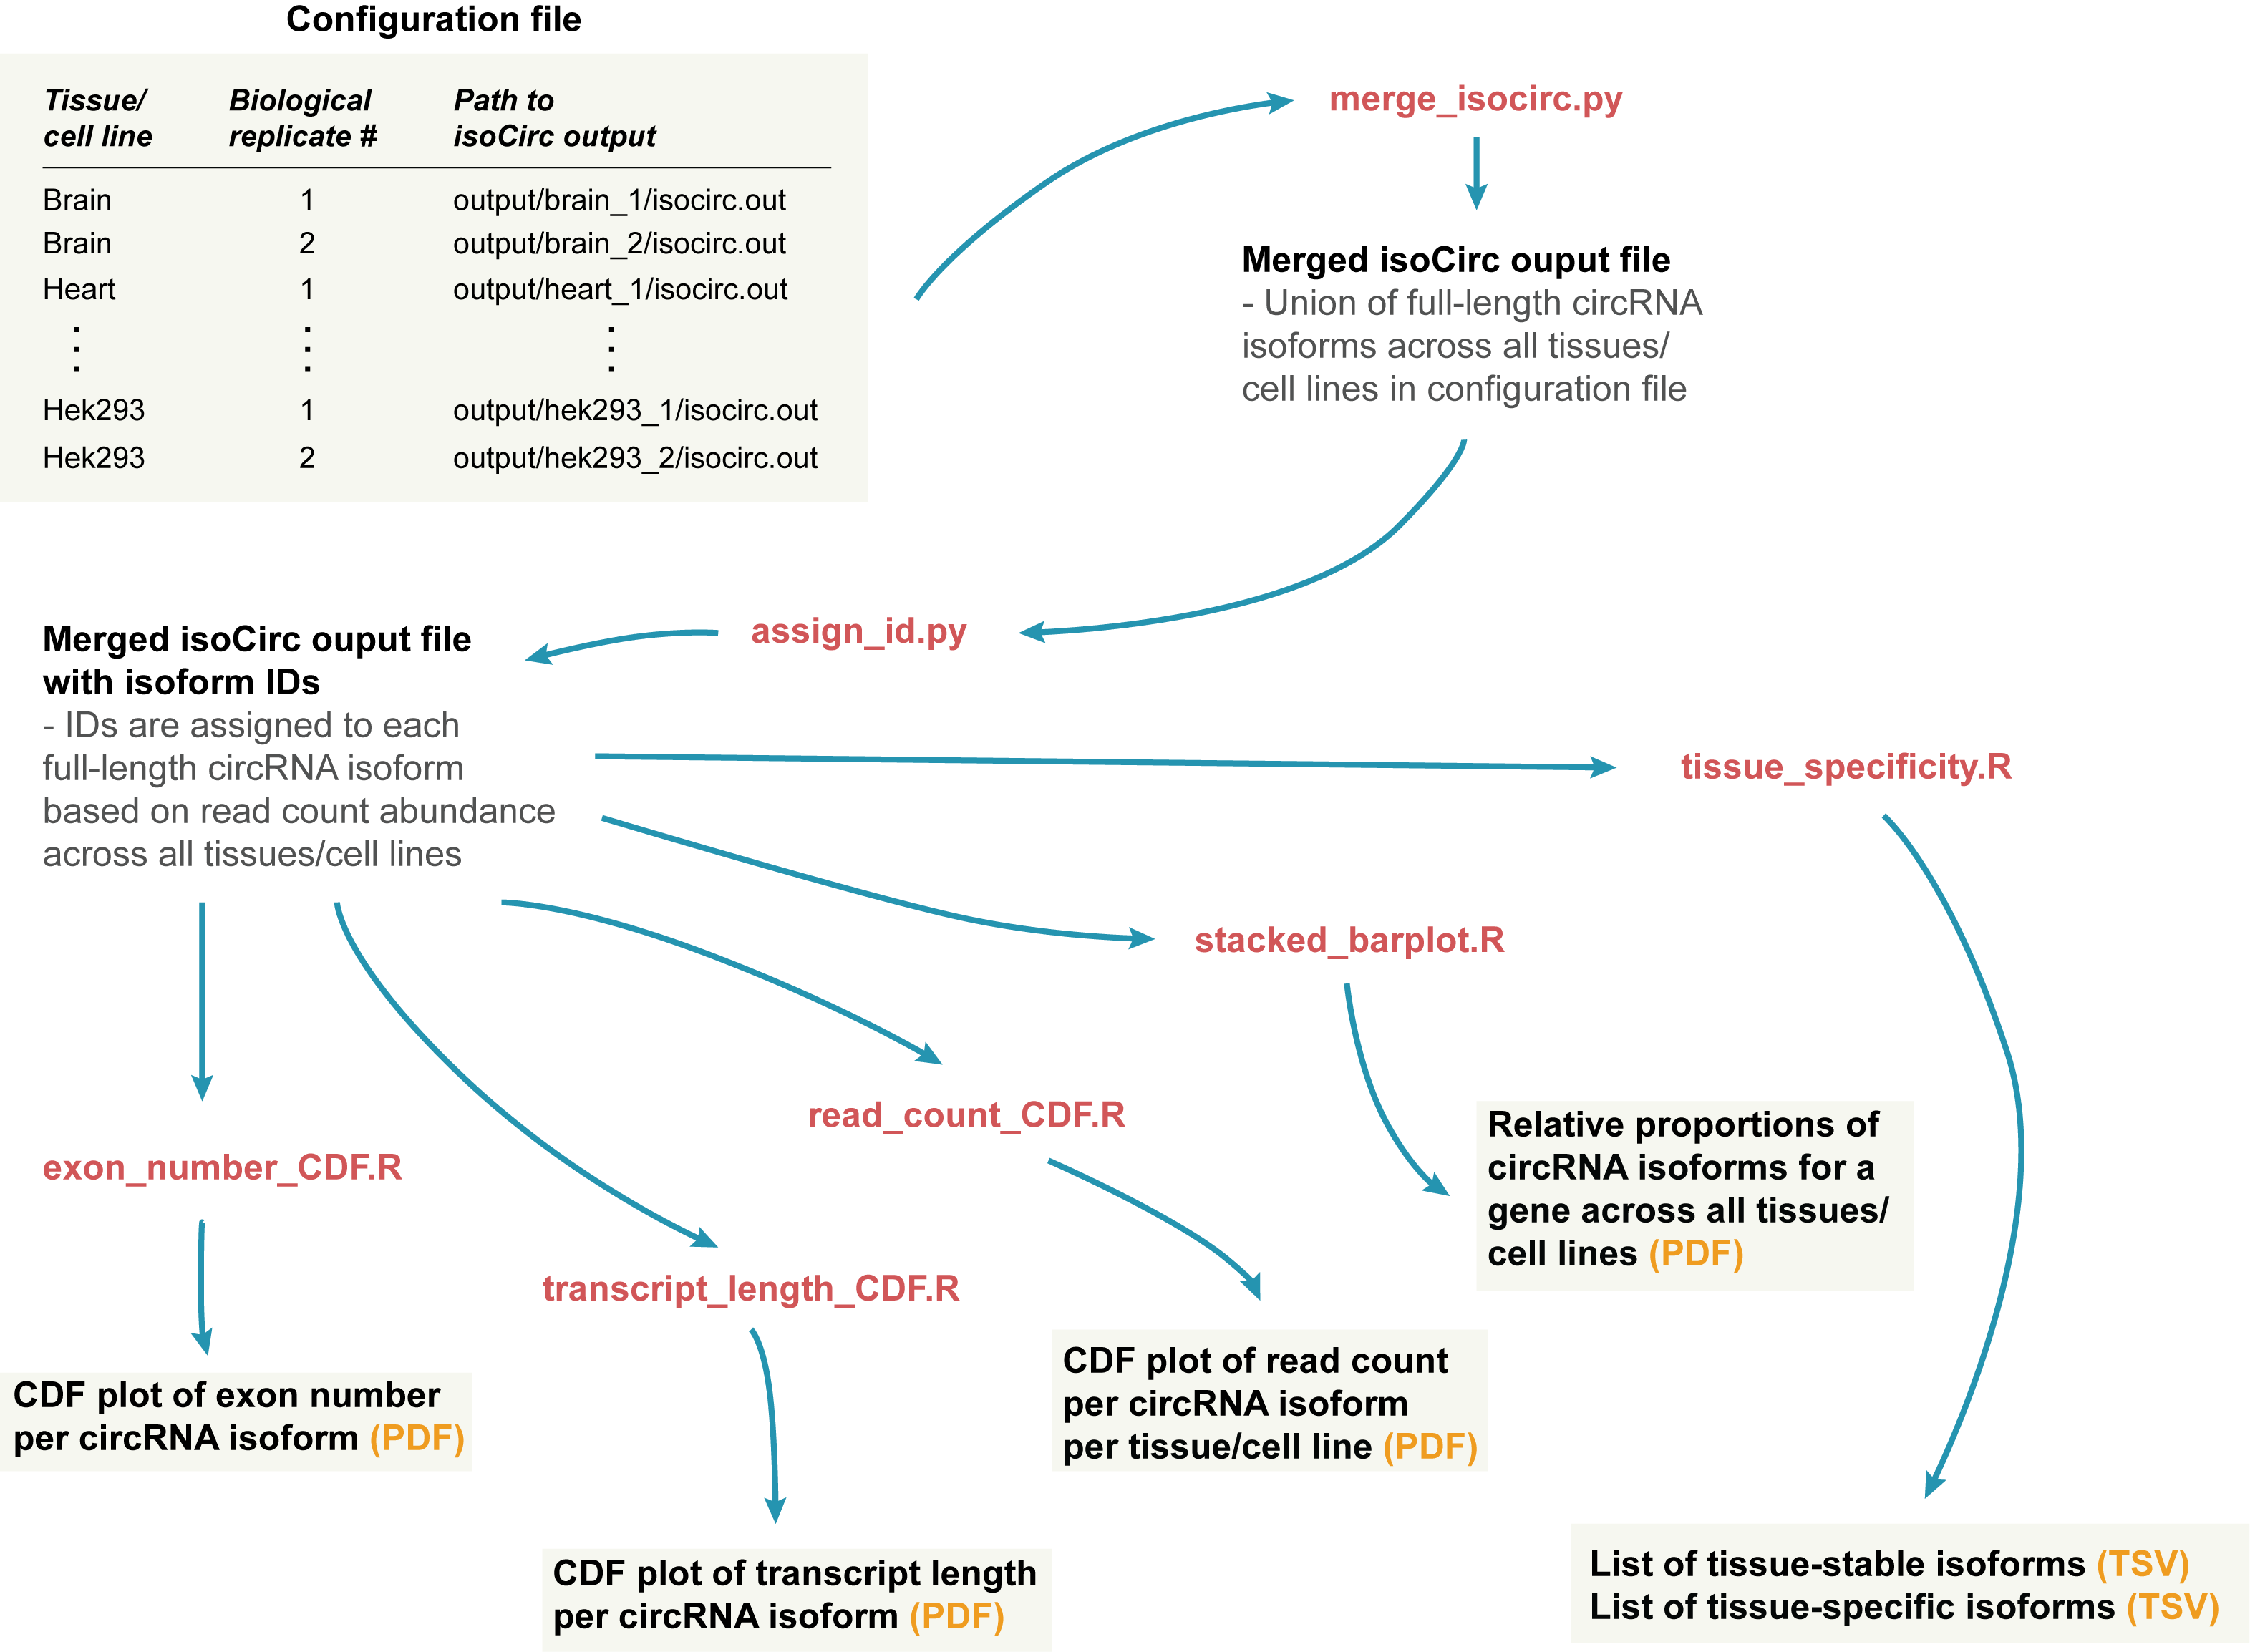 Configuration file
Tissue/ Biological Path to
cell line replicate # isoCirc output
Brain 1 output/brain_1/isocirc.out
Brain 2 output/brain_2/isocirc.out
Heart 1 output/heart_1/isocirc.out
Hek293 1 output/hek293_1/isocirc.out
Hek293 2 output/hek293_2/isocirc.out
merge_isocirc.py
Merged isoCirc ouput file
- Union of full-length circRNA
isoforms across all tissues/
cell lines in configuration file
assign_id.py
Merged isoCirc ouput file
with isoform IDs
- IDs are assigned to each
full-length circRNA isoform
based on read count abundance
across all tissues/cell lines
tissue_specificity.R
stacked_barplot.R
read_count_CDF.R
exon_number_CDF.R
transcript_length_CDF.R
Relative proportions of
circRNA isoforms for a
gene across all tissues/
cell lines (PDF)
CDF plot of read count
per circRNA isoform
per tissue/cell line (PDF)
CDF plot of exon number
per circRNA isoform (PDF)
CDF plot of transcript length
per circRNA isoform (PDF)
List of tissue-stable isoforms (TSV)
List of tissue-specific isoforms (TSV)